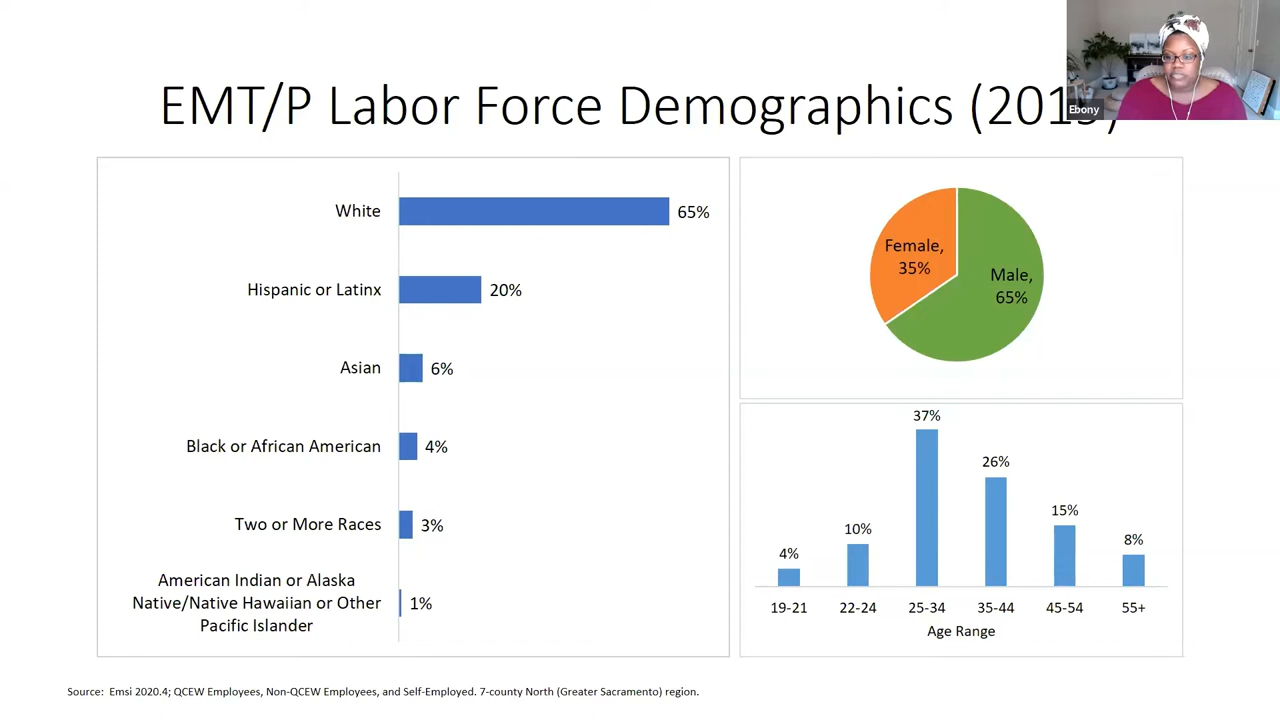 EMT/P Labor Force Demographics
Ebony
White
65%
Hispanic or Latinx
20%
Asian
6%
Black or African American
4%
Two or More Races
3%
American Indian or Alaska
Native/Native Hawaiian or Other
Pacific Islander
1%
Female,
35%
Male,
65%
37%
26%
15%
10%
8%
4%
19-21 22-24 25-34 35-44 45-54 55+
Age Range
Source: Emsi 2020.4; QCEW Employees, Non-QCEW Employees, and Self-Employed. 7-county North (Greater Sacramento) region.